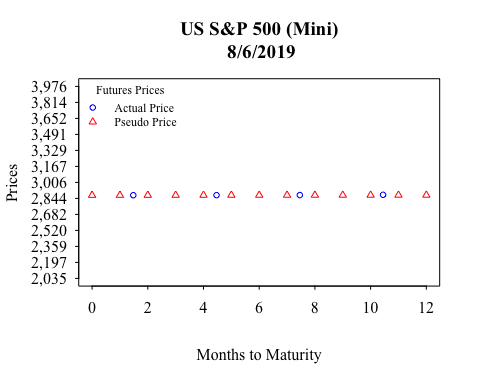 US S&P 500 (Mini)
8/6/2019
Futures Prices
Actual Price
Pseudo Price
Prices
3,976
3,814
3,652
3,491
3,329
3,167
3,006
2,844
2,682
2,520
2,359
2,197
2,035
0 2 4 6 8 10 12
Months to Maturity